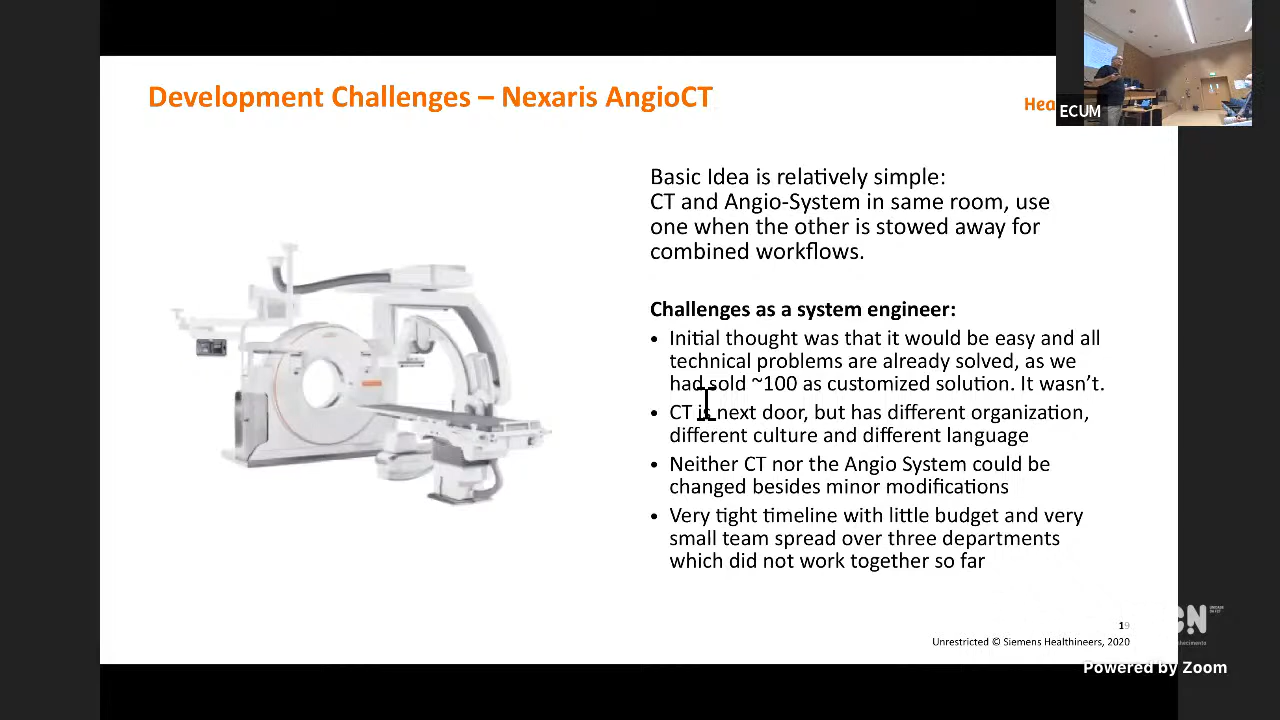 Development Challenges – Nexaris AngioCT
Hea
ECUM
Basic Idea is relatively simple:
CT and Angio-System in same room, use
one when the other is stowed away for
combined workflows.
Challenges as a system engineer:
• Initial thought was that it would be easy and all
technical problems are already solved, as we
had sold ~100 as customized solution. It wasn't.
• CT is next door, but has different organization,
different culture and different language
• Neither CT nor the Angio System could be
changed besides minor modifications
• Very tight timeline with little budget and very
small team spread over three departments
which did not work together so far
19
Unrestricted © Siemens Healthineers, 2020
CN
Powered by Zoom